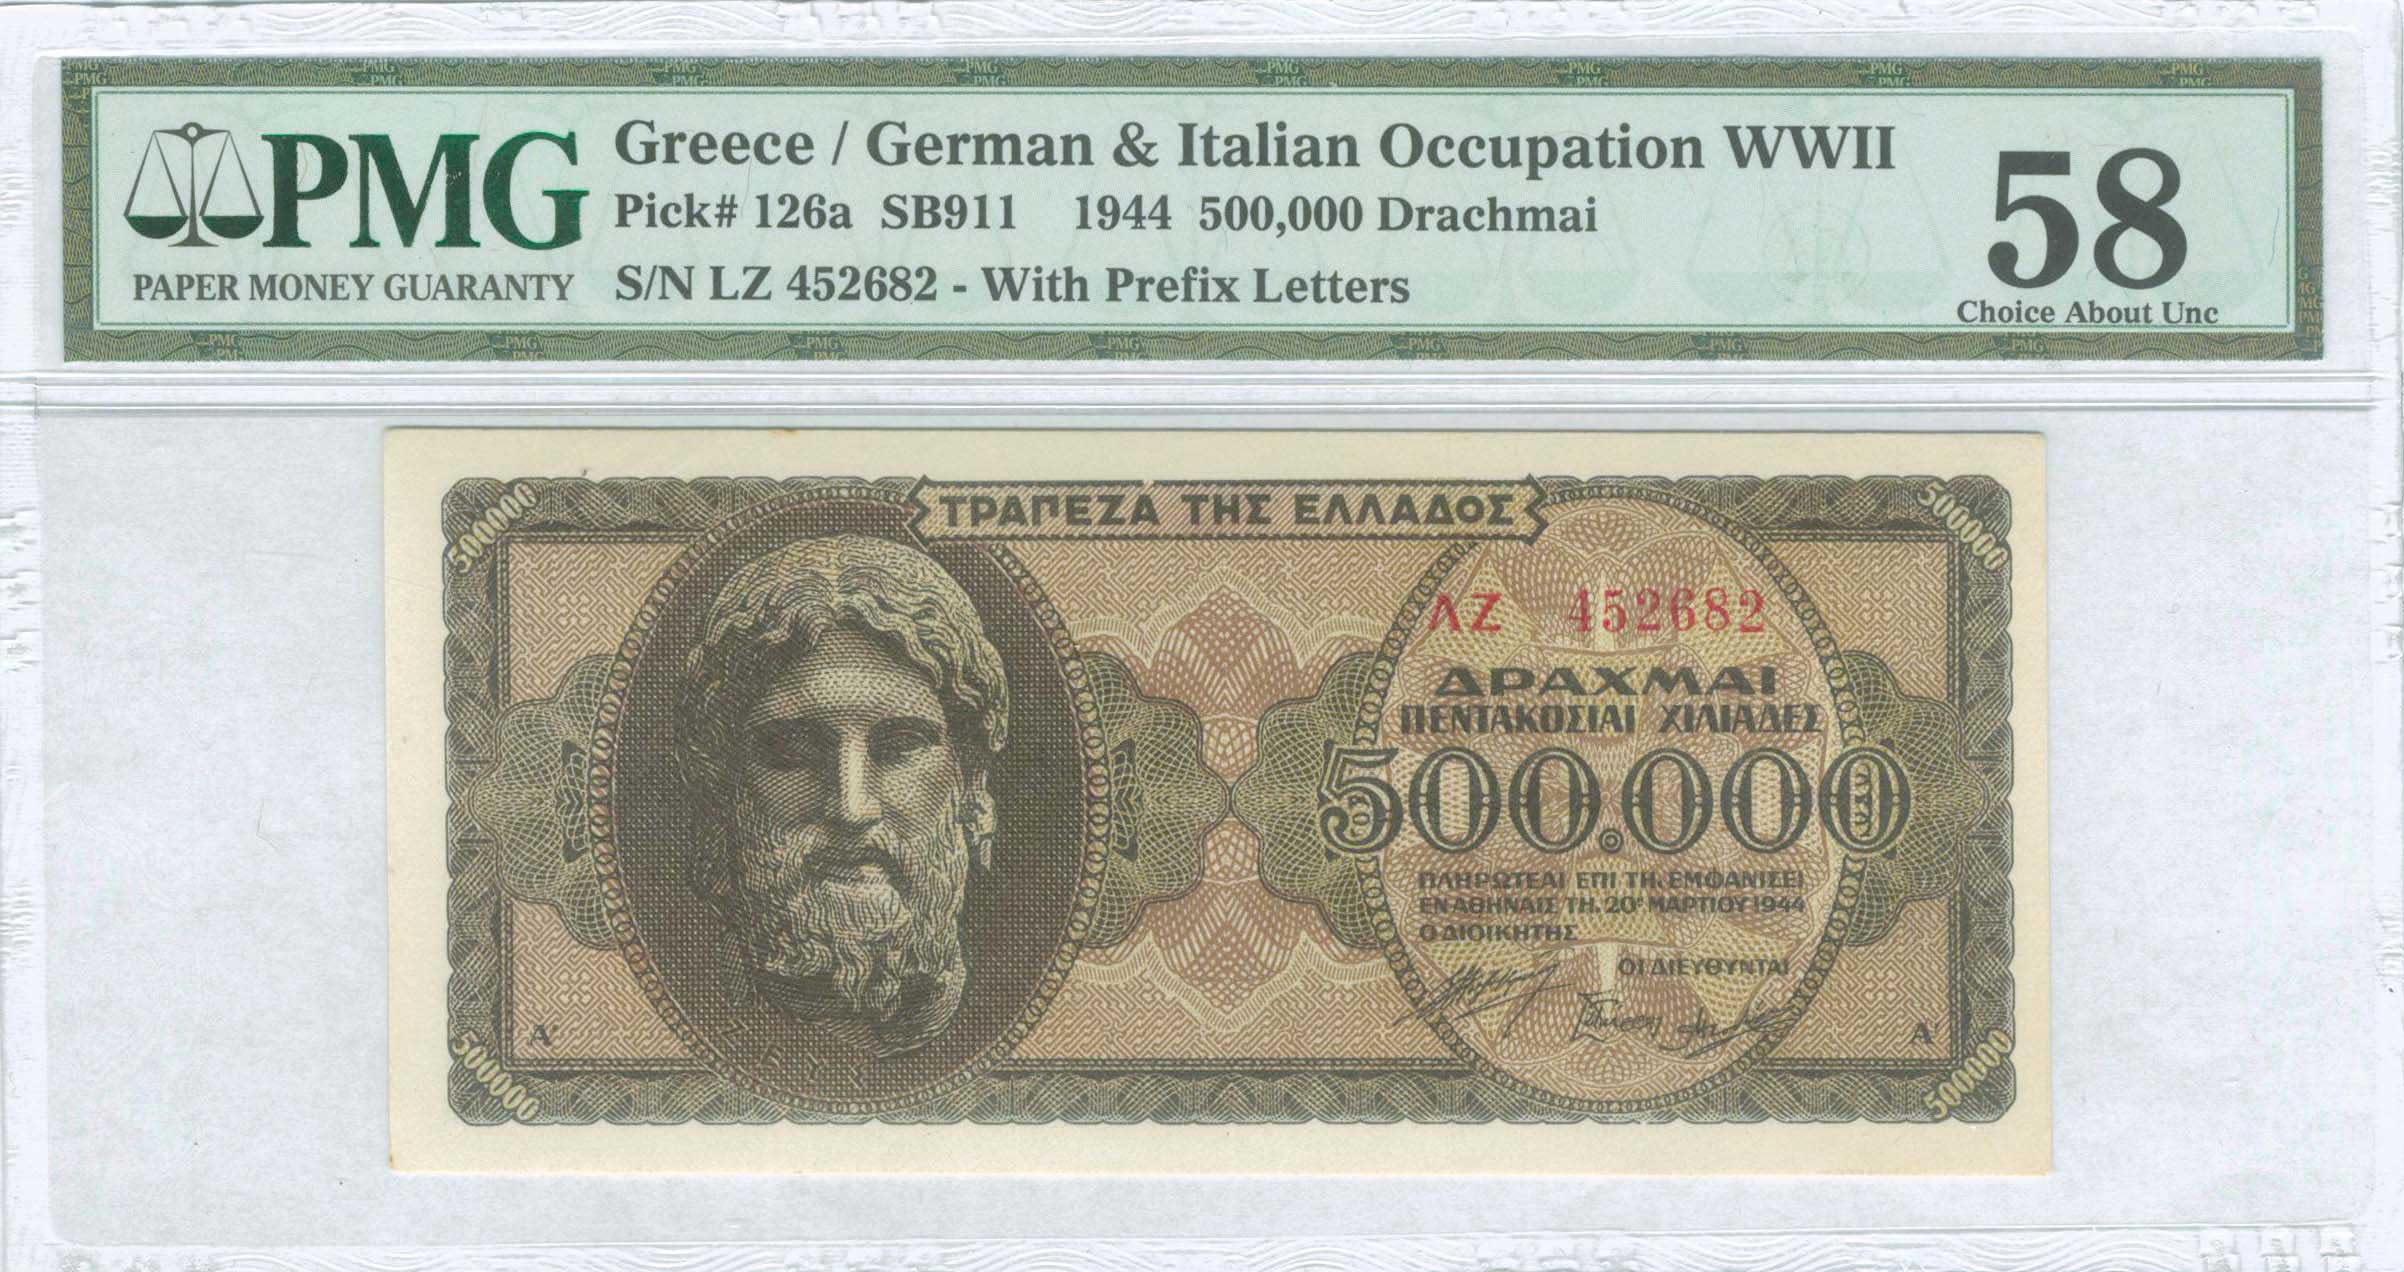 PMG
PAPER MONEY GUARANTY
Greece / German & Italian Occupation WWII
Pick# 126a SB911 1944 500,000 Drachmai
S/N LZ 452682 - With Prefix Letters
58
Choice About Unc
500000
ΤΡΑΠΕΖΑ ΤΗΣ ΕΛΛΑΔΟΣ
500000
ΛΖ 452682
ΔΡΑΧΜΑΙ
ΠΕΝΤΑΚΟΣΙΑΙ ΧΙΛΙΑΔΕΣ
500.000
ΠΛΗΡΩΤΕΑΙ ΕΠΙ ΤΗ. ΕΜΦΑΝΙΣΕΙ
ΕΝ ΑΘΗΝΑΙΣ ΤΗ. 20ῌ ΜΑΡΤΙΟΥ 1944
Ο ΔΙΟΙΚΗΤΗΣ
ΟΙ ΔΙΕΥΘΥΝΤΑΙ
Α'
ΖΕΥΣ
Α'
500000
500000